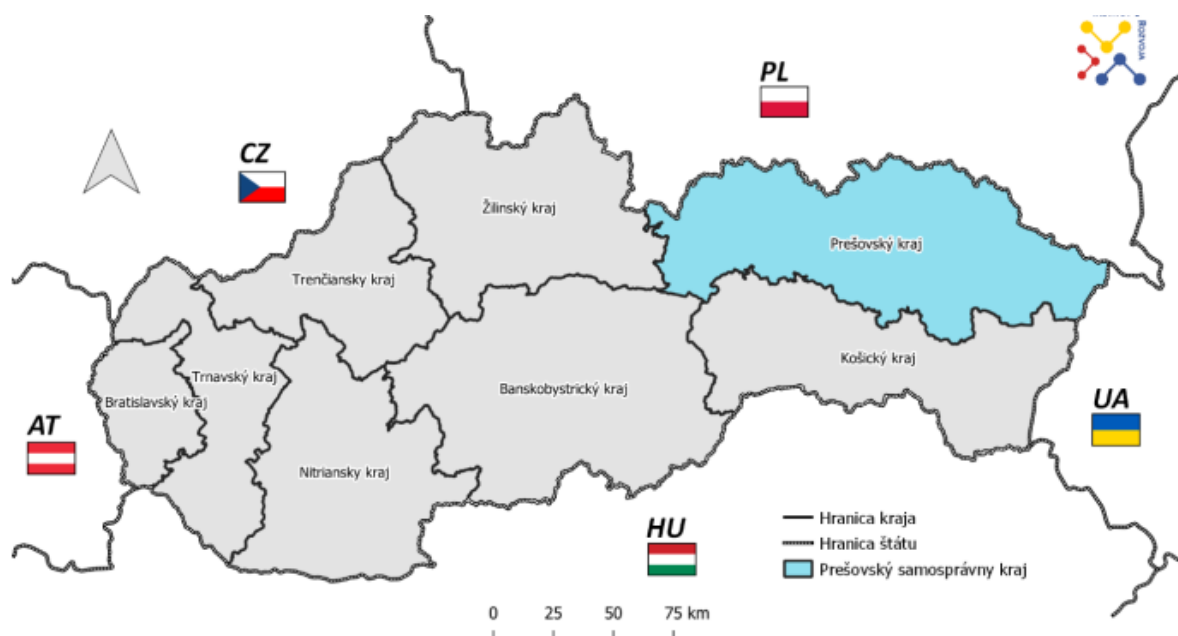 Rozvoja
PL
CZ
Žilinský kraj
Prešovský kraj
Trenčiansky kraj
Košický kraj
Trnavský kraj
Banskobystrický kraj
Bratislavský kraj
UA
AT
Nitriansky kraj
HU
Hranica kraja
Hranica štátu
Prešovský samosprávny kraj
0 25 50 75 km